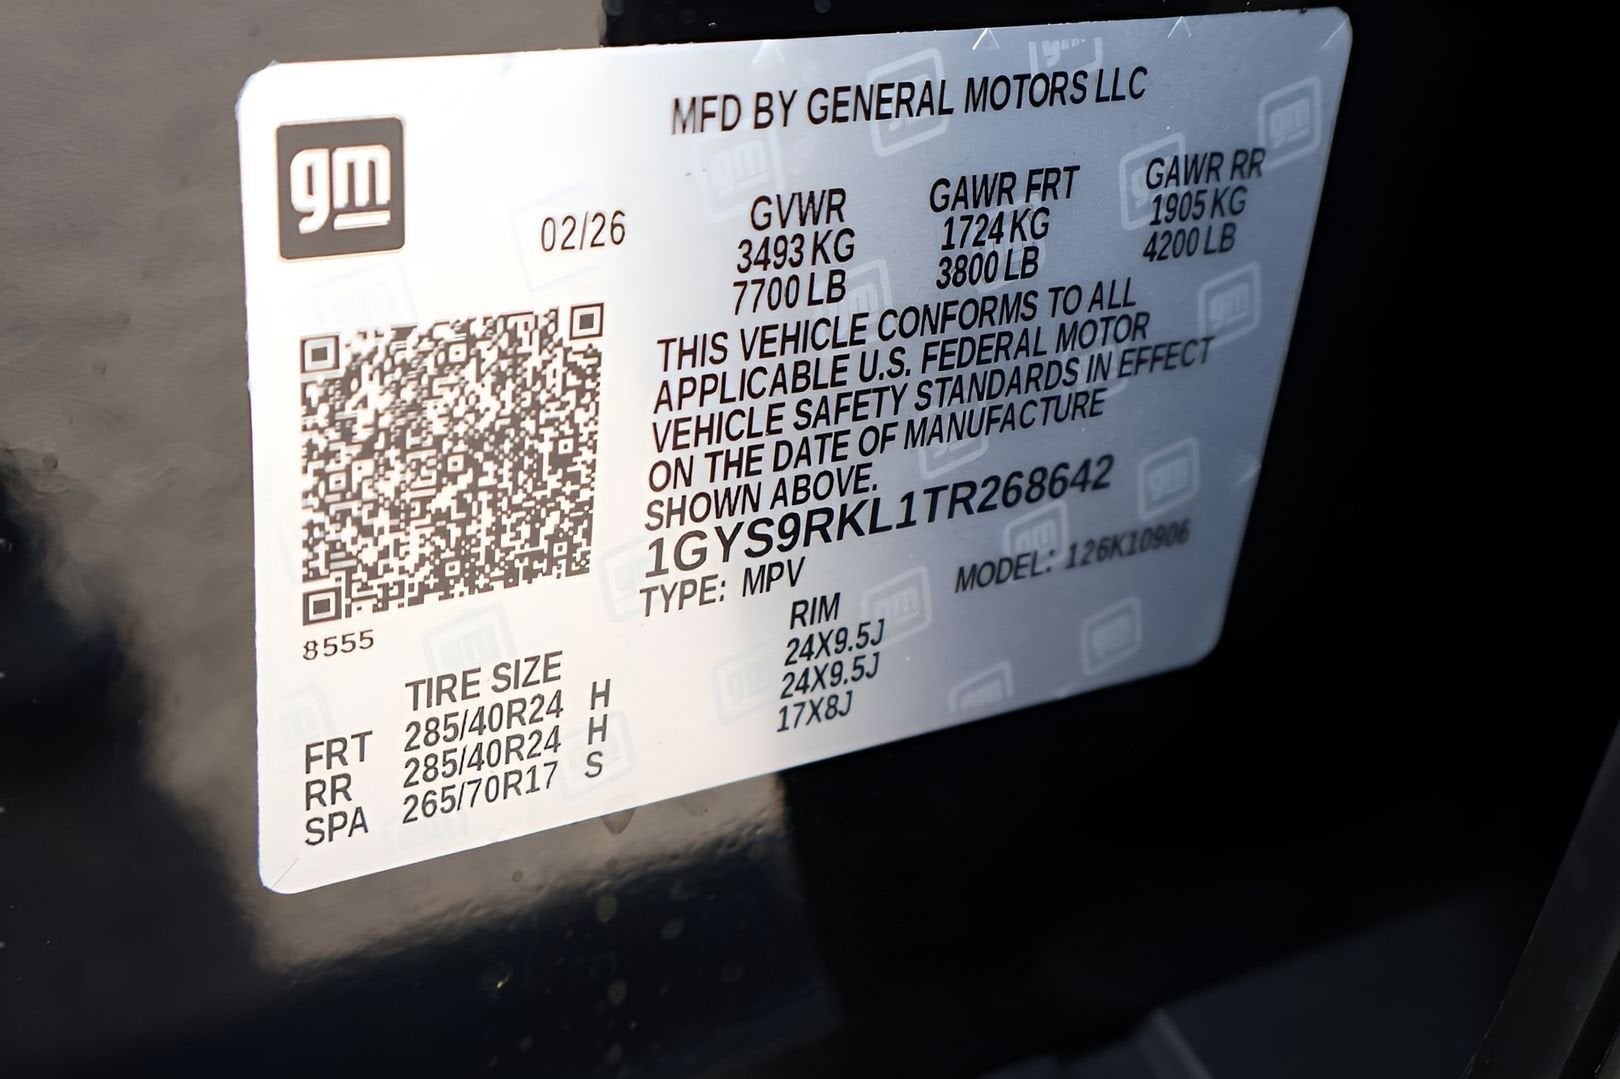 MFD BY GENERAL MOTORS LLC
gm
02/26
GVWR GAWR FRT GAWR RR
3493 KG 1724 KG 1905 KG
7700 LB 3800 LB 4200 LB
THIS VEHICLE CONFORMS TO ALL
APPLICABLE U.S. FEDERAL MOTOR
VEHICLE SAFETY STANDARDS IN EFFECT
ON THE DATE OF MANUFACTURE
SHOWN ABOVE.
1GYS9RKL1TR268642
TYPE: MPV MODEL: 126K10906
8555
TIRE SIZE RIM
FRT 285/40R24 H 24X9.5J
RR 285/40R24 H 24X9.5J
SPA 265/70R17 S 17X8J